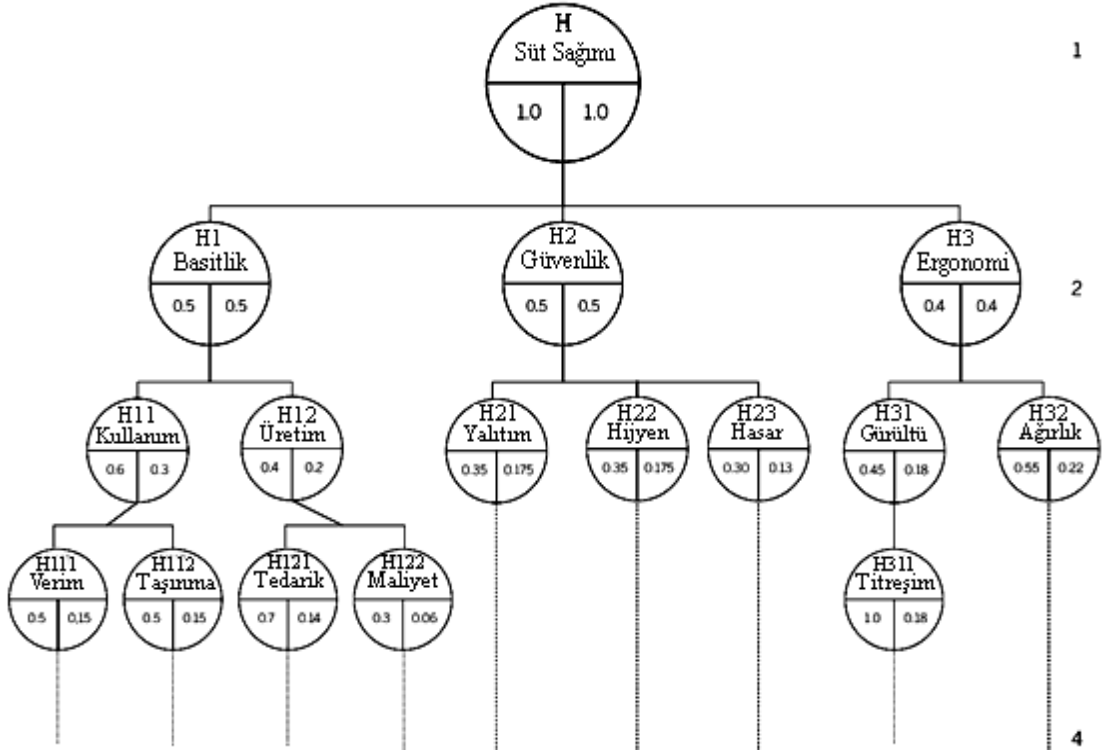 H
Süt Sağımı
1.0 1.0
1
H1
Basitlik
0.5 0.5
H2
Güvenlik
0.5 0.5
H3
Ergonomi
0.4 0.4
2
H11
Kullanım
0.6 0.3
H12
Üretim
0.4 0.2
H21
Yalıtım
0.35 0.175
H22
Hijyen
0.35 0.175
H23
Hasar
0.30 0.13
H31
Gürültü
0.45 0.18
H32
Ağırlık
0.55 0.22
H111
Verim
0.5 0,15
H112
Taşınma
0.5 0.15
H121
Tedarik
0.7 0.14
H122
Maliyet
0.3 0.06
H311
Titreşim
1.0 0.18
4